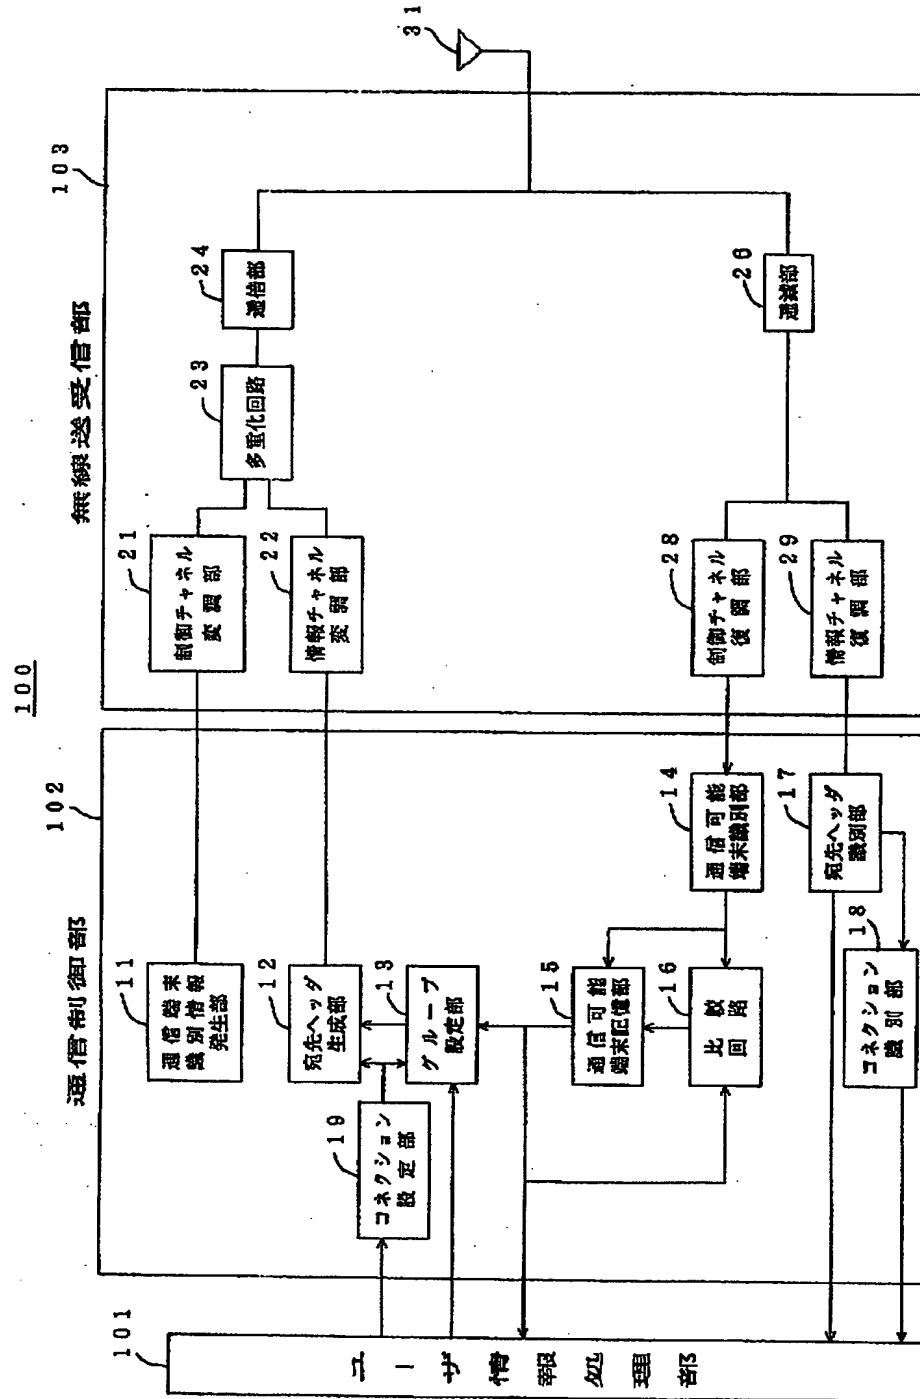 100
101
ユーザ情報処理部
通信制御部
102
無線送受信部
103
11
通信端末
識別情報
発生部
21
制御チャネル
変調部
12
宛先ヘッダ
生成部
22
情報チャネル
変調部
23
多重化回路
24
逓倍部
31
19
コネクション
設定部
13
グループ
設定部
15
通信可能
端末記憶部
16
比較
回路
14
通信可能
端末識別部
28
制御チャネル
復調部
26
逓減部
17
宛先ヘッダ
識別部
29
情報チャネル
復調部
18
コネクション
識別部